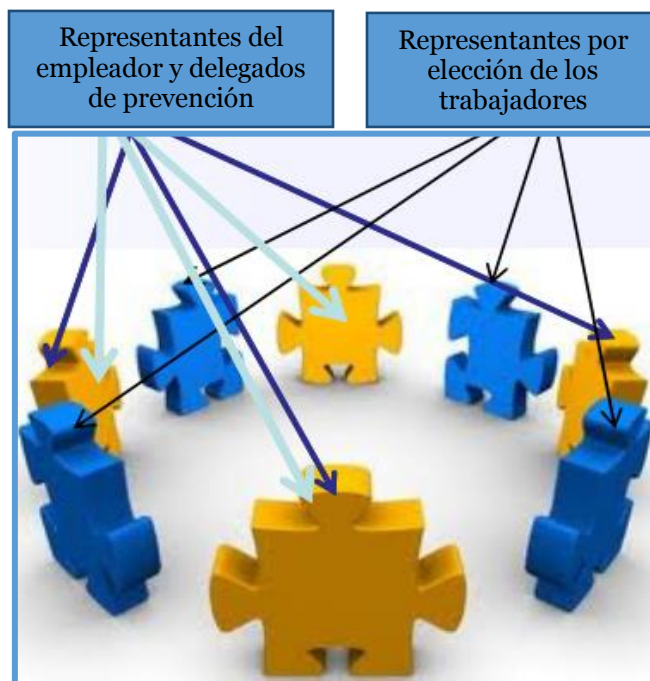 Representantes del
empleador y delegados
de prevención
Representantes por
elección de los
trabajadores